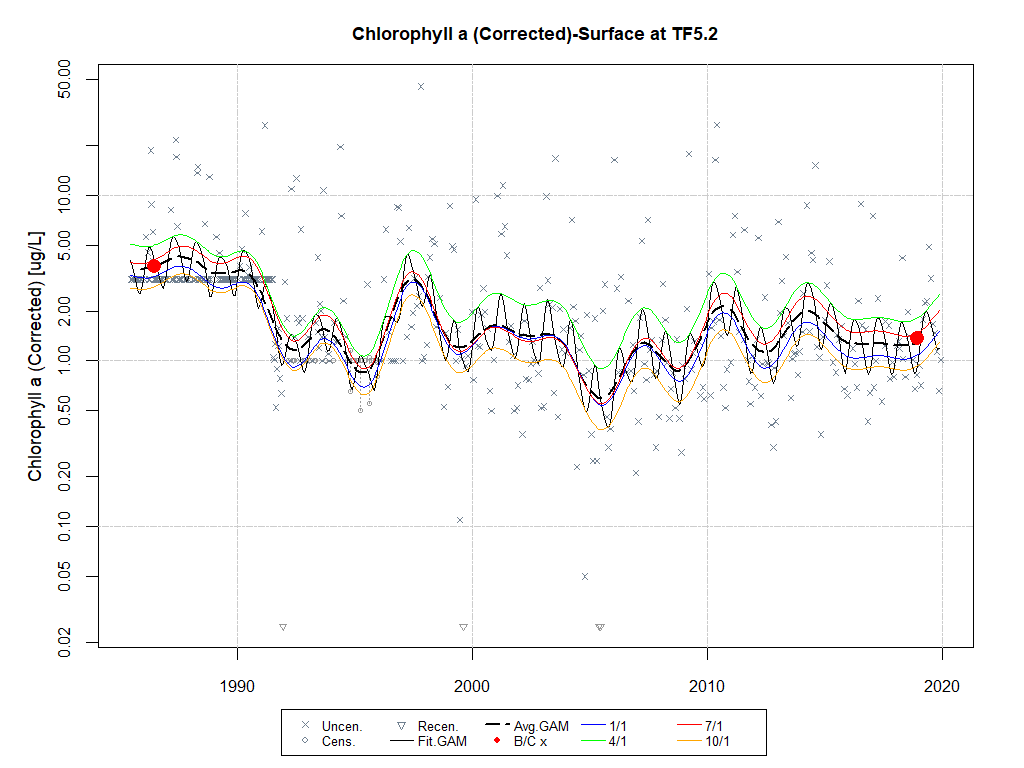 Chlorophyll a (Corrected)-Surface at TF5.2
Chlorophyll a (Corrected) [ug/L]
50.00
10.00
5.00
2.00
1.00
0.50
0.20
0.10
0.05
0.02
1990 2000 2010 2020
Uncen. Recen. Avg.GAM 1/1 7/1
Cens. Fit.GAM B/C x 4/1 10/1